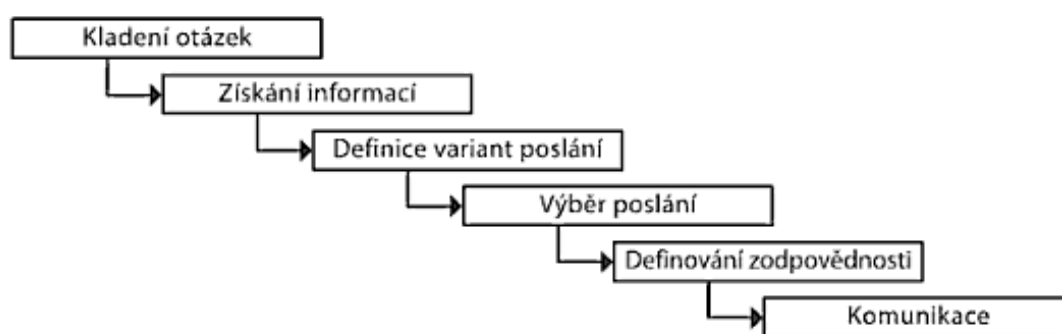 Kladení otázek
Získání informací
Definice variant poslání
Výběr poslání
Definování zodpovědnosti
Komunikace